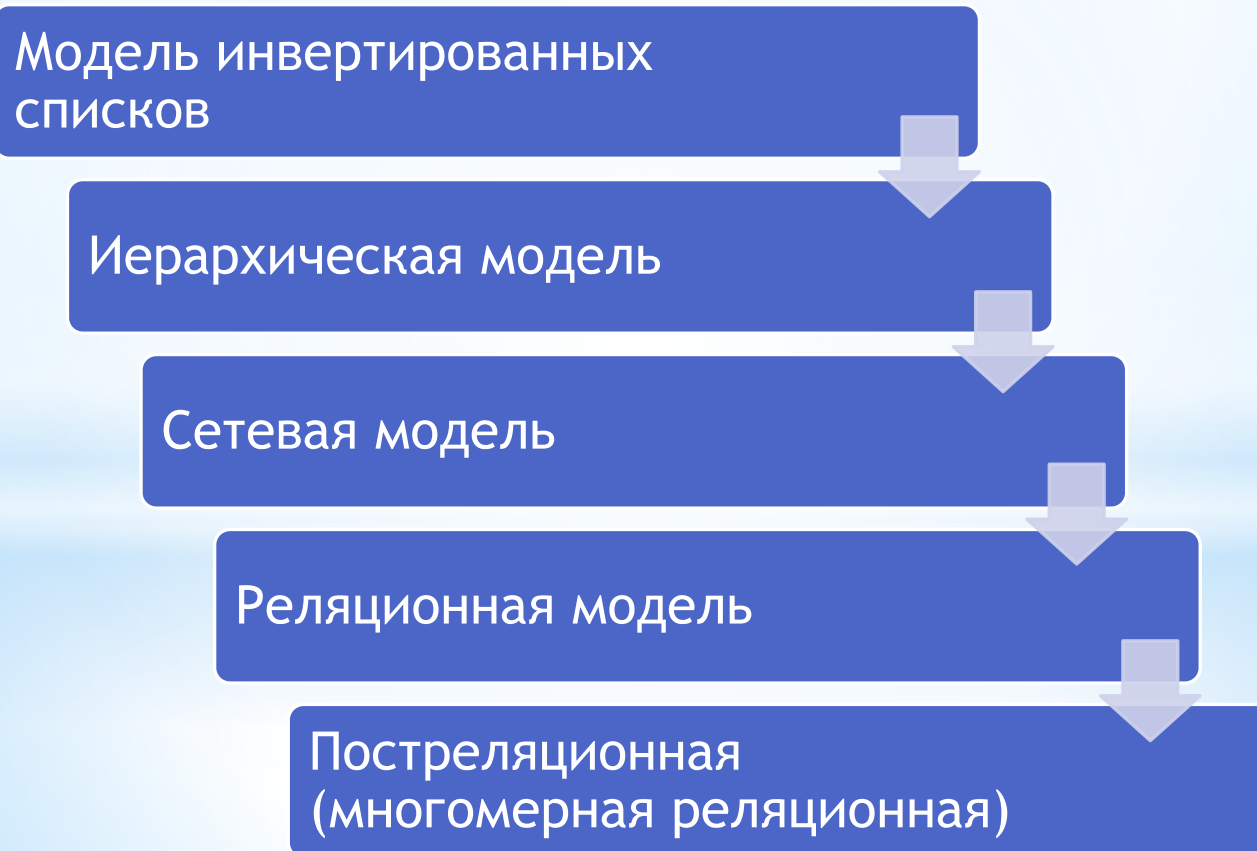 Модель инвертированных
списков
Иерархическая модель
Сетевая модель
Реляционная модель
Постреляционная
(многомерная реляционная)